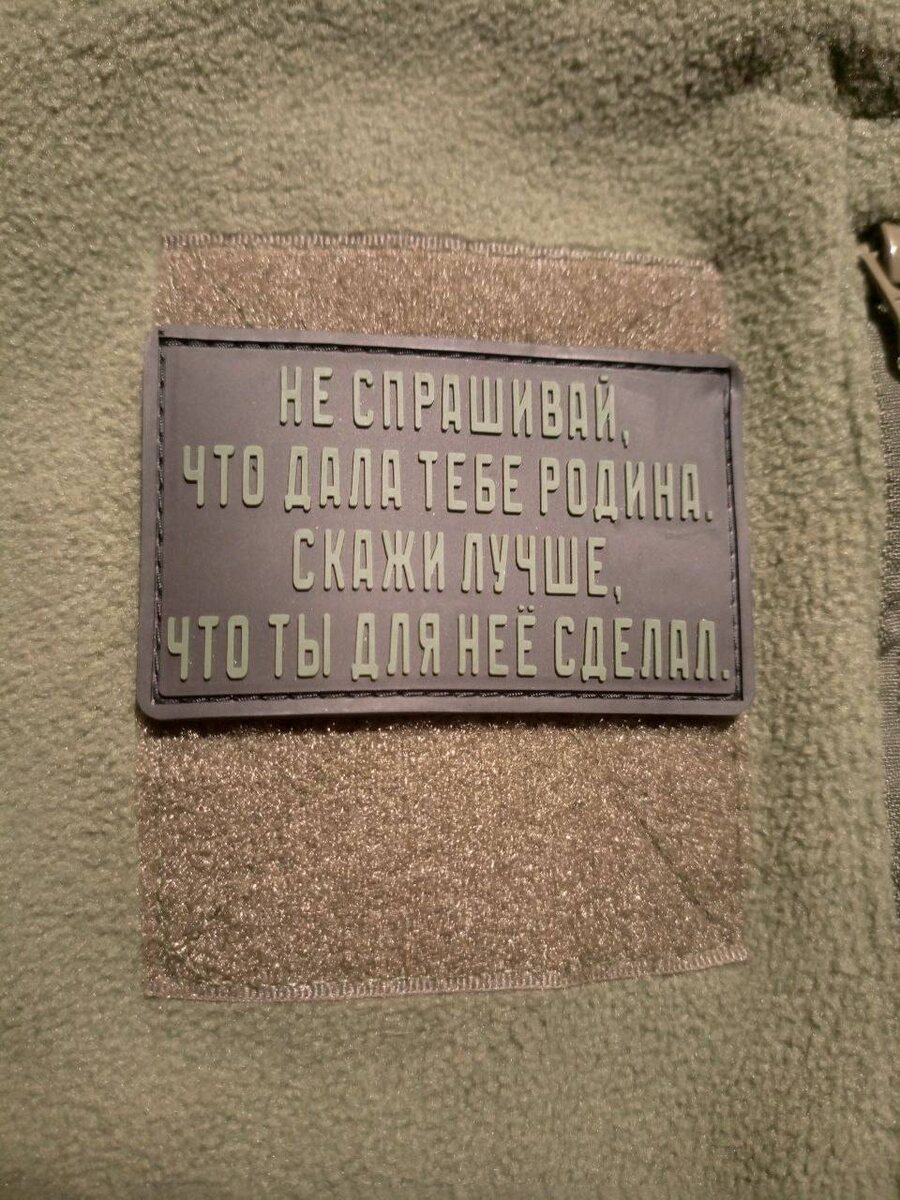 НЕ СПРАШИВАЙ,
ЧТО ДАЛА ТЕБЕ РОДИНА.
СКАЖИ ЛУЧШЕ,
ЧТО ТЫ ДЛЯ НЕЁ СДЕЛАЛ.